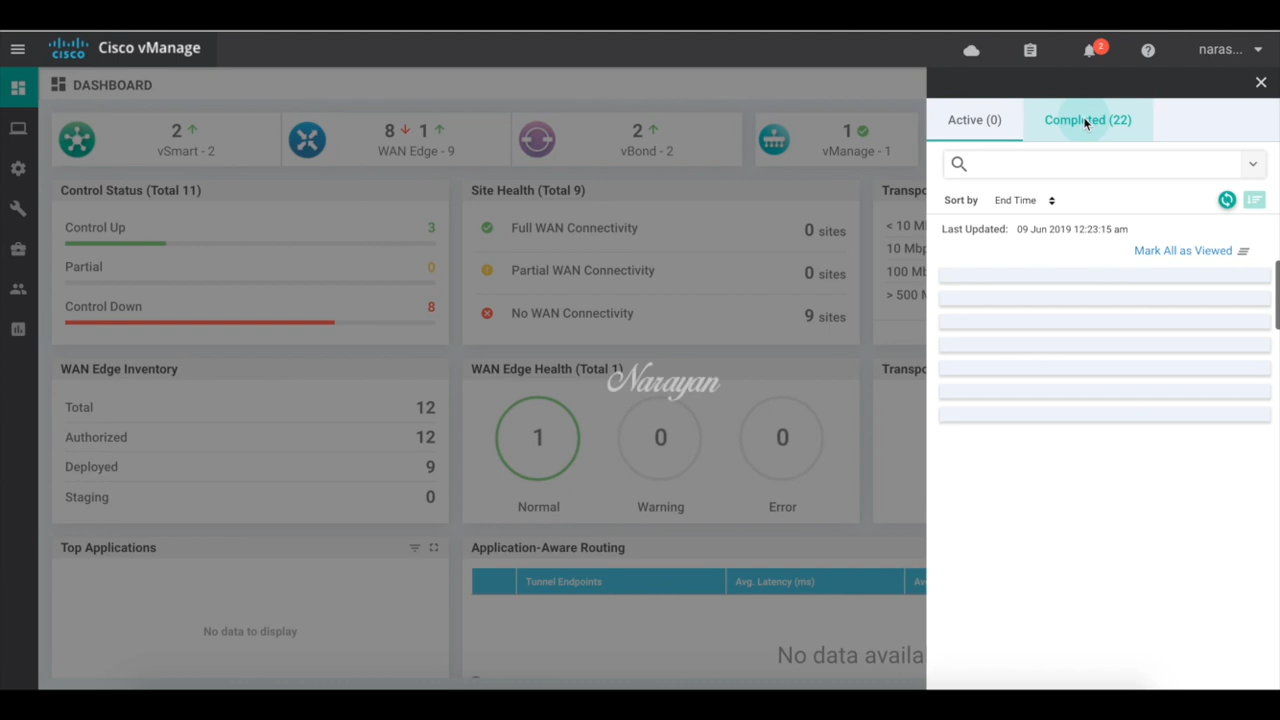 CISCO Cisco vManage 2 naras...
DASHBOARD
2 vSmart - 2
8 1 WAN Edge - 9
2 vBond - 2
1 vManage - 1
Control Status (Total 11)
Control Up 3
Partial 0
Control Down 8
Site Health (Total 9)
Full WAN Connectivity 0 sites
Partial WAN Connectivity 0 sites
No WAN Connectivity 9 sites
Transpo
< 10 M
10 Mbp
100 Mb
> 500 M
WAN Edge Inventory
Total 12
Authorized 12
Deployed 9
Staging 0
WAN Edge Health (Total 1)
1 0 0
Normal Warning Error
Transpo
Narayan
Top Applications
No data to display
Application-Aware Routing
Tunnel Endpoints Avg. Latency (ms) Av
No data availa
Active (0) Completed (22)
Sort by End Time
Last Updated: 09 Jun 2019 12:23:15 am
Mark All as Viewed